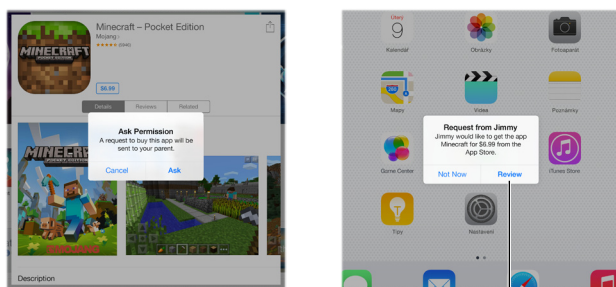 Minecraft – Pocket Edition
Mojang ›
MINECRAFT
POCKET EDITION
$6.99
Details Reviews Related
Ask Permission
A request to buy this app will be
sent to your parent.
Cancel Ask
Description
Úterý
9
Kalendář Obrázky Fotoaparát
Mapy Videa Poznámky
Request from Jimmy
Jimmy would like to get the app
Minecraft for $6.99 from the
App Store.
Not Now Review
Game Center iTunes Store
Tipy Nastavení